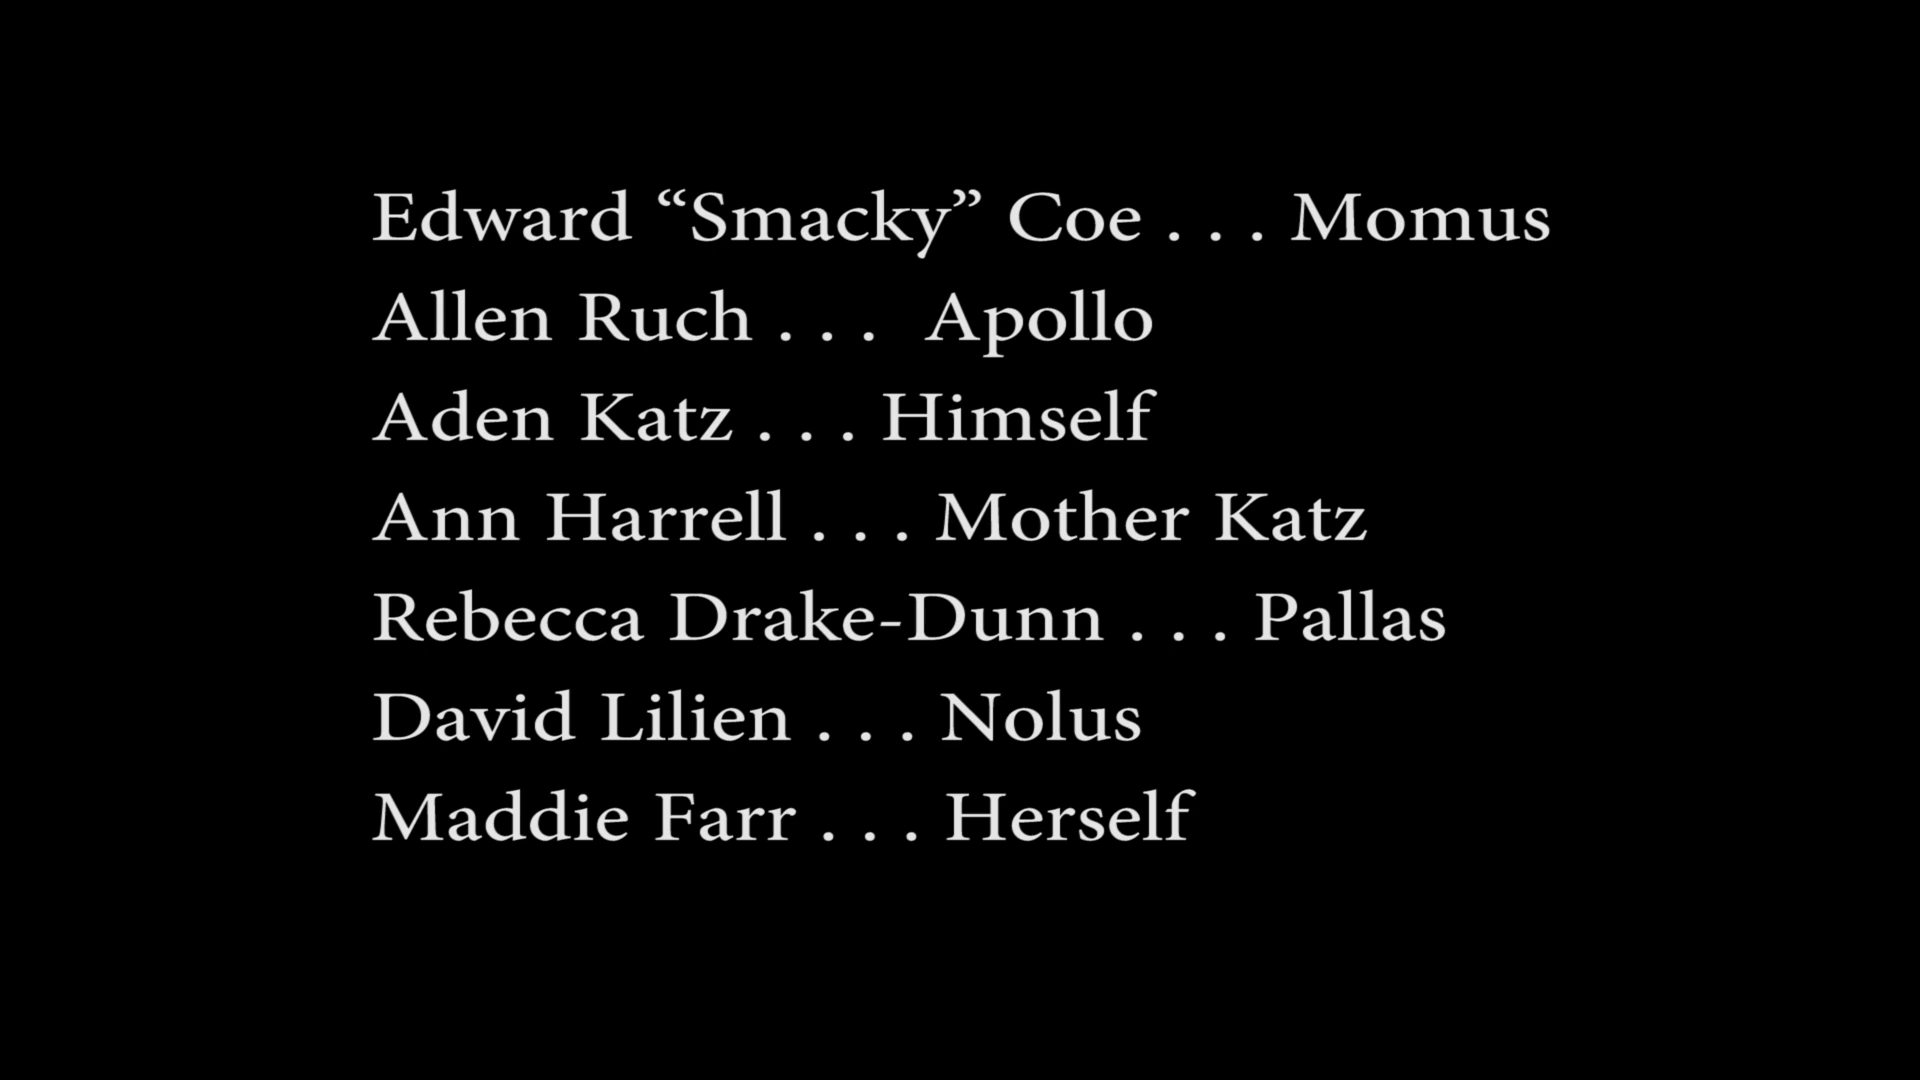 Edward “Smacky” Coe . . . Momus
Allen Ruch . . .  Apollo
Aden Katz . . . Himself
Ann Harrell . . . Mother Katz
Rebecca Drake-Dunn . . . Pallas
David Lilien . . . Nolus
Maddie Farr . . . Herself